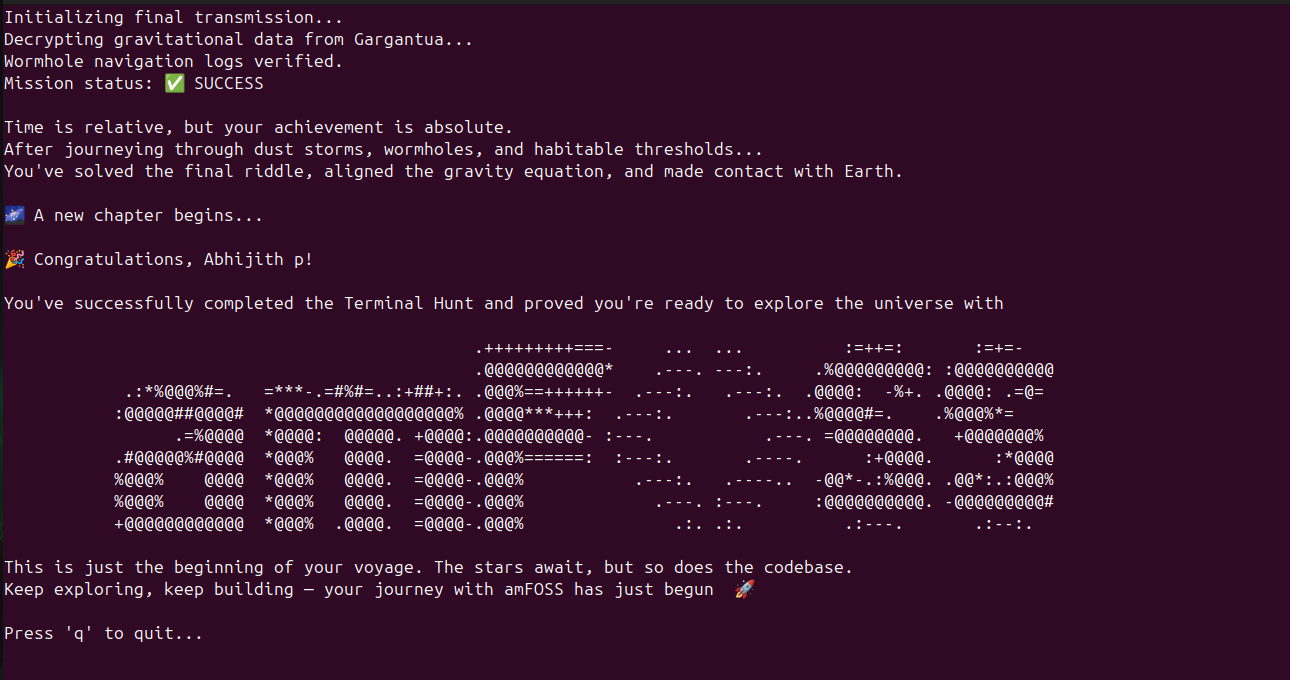 Initializing final transmission...
Decrypting gravitational data from Gargantua...
Wormhole navigation logs verified.
Mission status: ✅ SUCCESS
Time is relative, but your achievement is absolute.
After journeying through dust storms, wormholes, and habitable thresholds...
You've solved the final riddle, aligned the gravity equation, and made contact with Earth.
🌌 A new chapter begins...
🎉 Congratulations, Abhijith p!
You've successfully completed the Terminal Hunt and proved you're ready to explore the universe with
amFOSS
This is just the beginning of your voyage. The stars await, but so does the codebase.
Keep exploring, keep building — your journey with amFOSS has just begun 🚀
Press 'q' to quit...